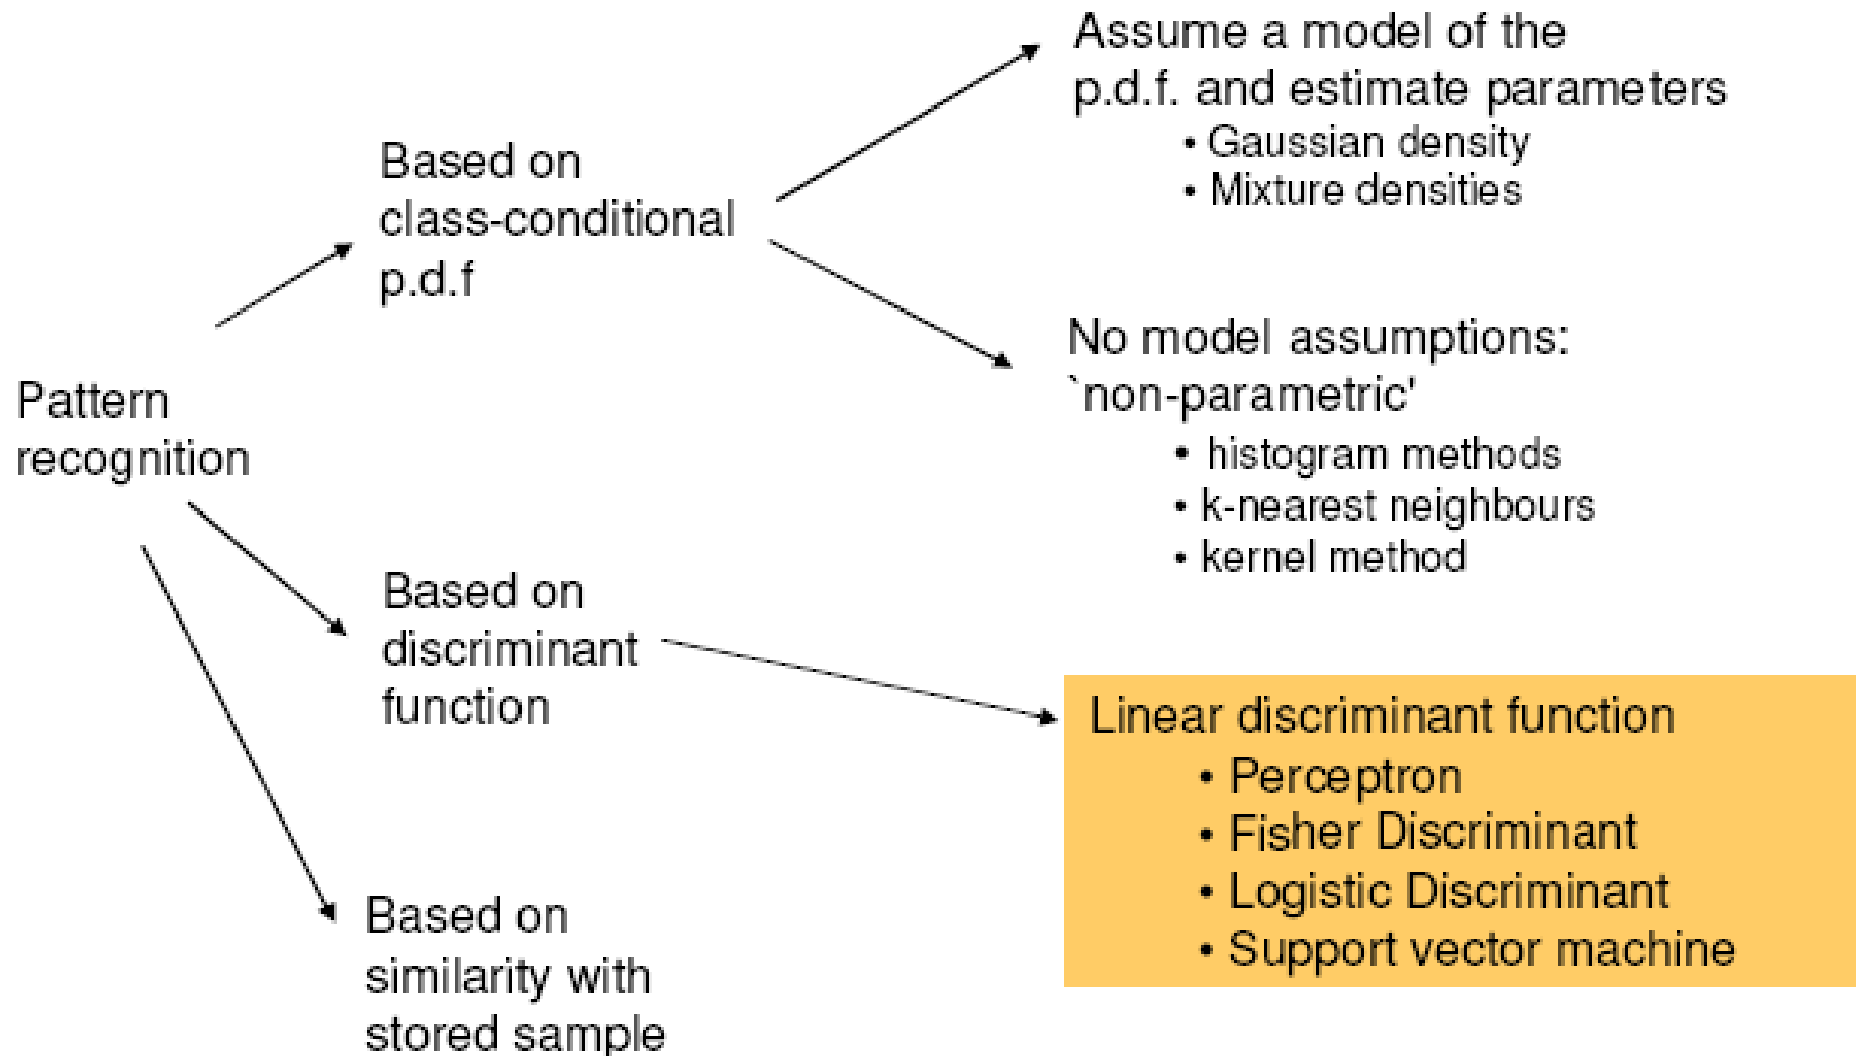 Pattern
recognition
Based on
class-conditional
p.d.f
Assume a model of the
p.d.f. and estimate parameters
• Gaussian density
• Mixture densities
No model assumptions:
`non-parametric'
• histogram methods
• k-nearest neighbours
• kernel method
Based on
discriminant
function
Linear discriminant function
• Perceptron
• Fisher Discriminant
• Logistic Discriminant
• Support vector machine
Based on
similarity with
stored sample